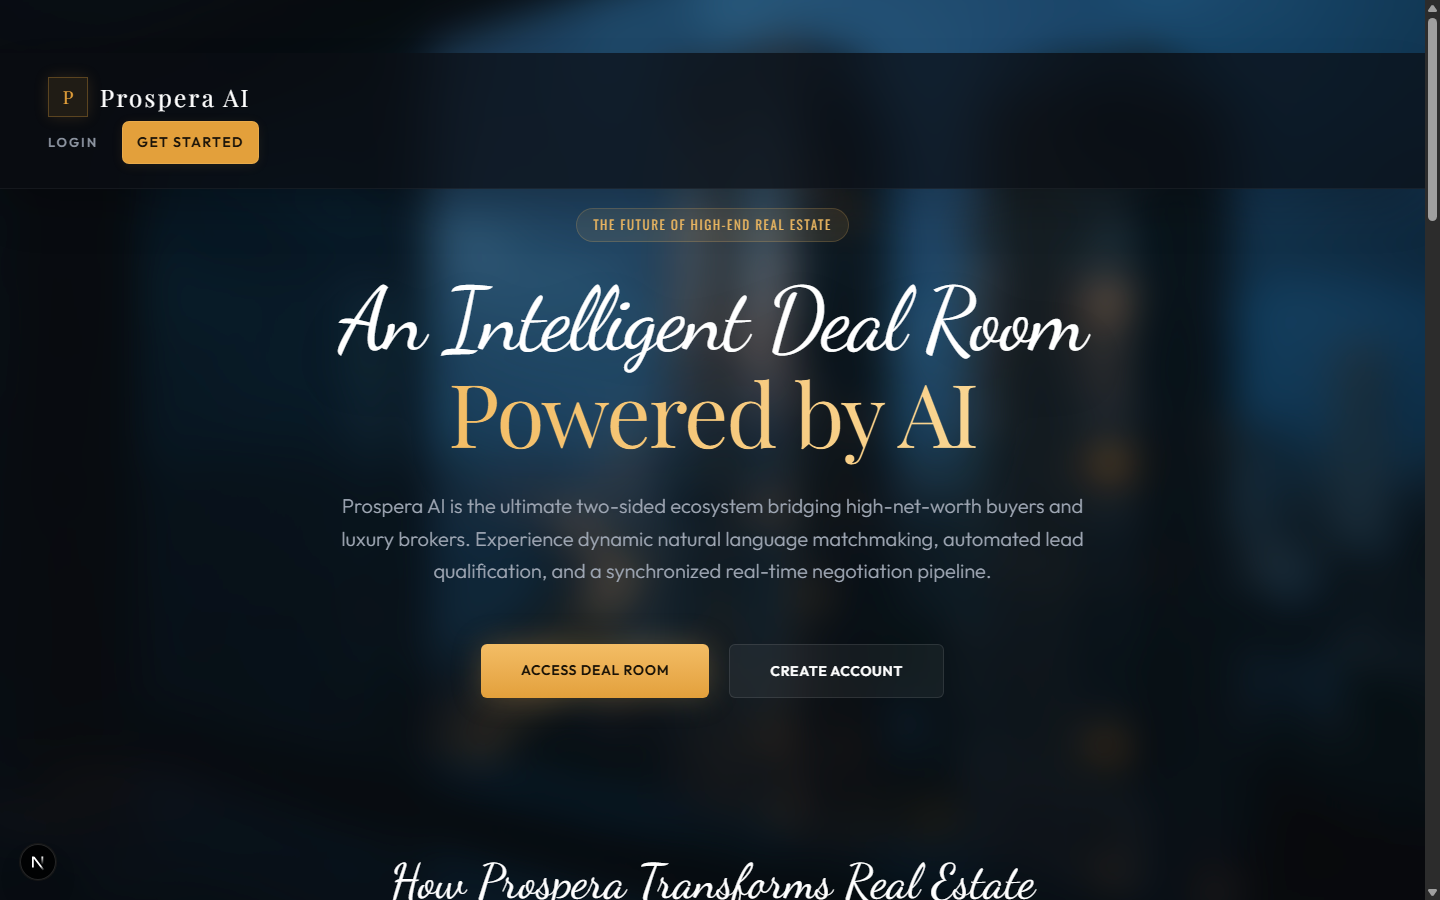 P
Prospera AI
LOGIN
GET STARTED
THE FUTURE OF HIGH-END REAL ESTATE
An Intelligent Deal Room
Powered by AI
Prospera AI is the ultimate two-sided ecosystem bridging high-net-worth buyers and
luxury brokers. Experience dynamic natural language matchmaking, automated lead
qualification, and a synchronized real-time negotiation pipeline.
ACCESS DEAL ROOM
CREATE ACCOUNT
N
How Prospera Transforms Real Estate